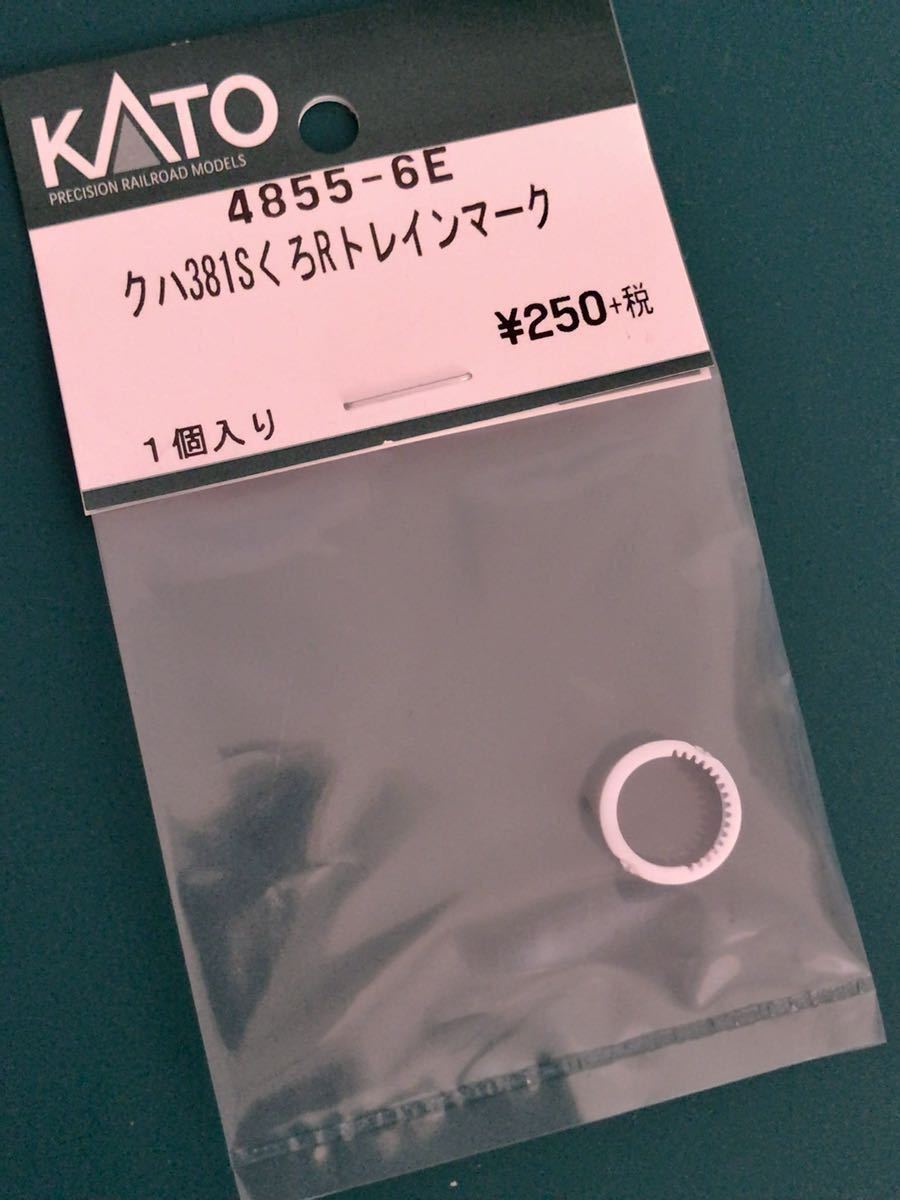 KATO
PRECISION RAILROAD MODELS
4855-6E
クハ381SくろRトレインマーク
¥250+税
1個入り